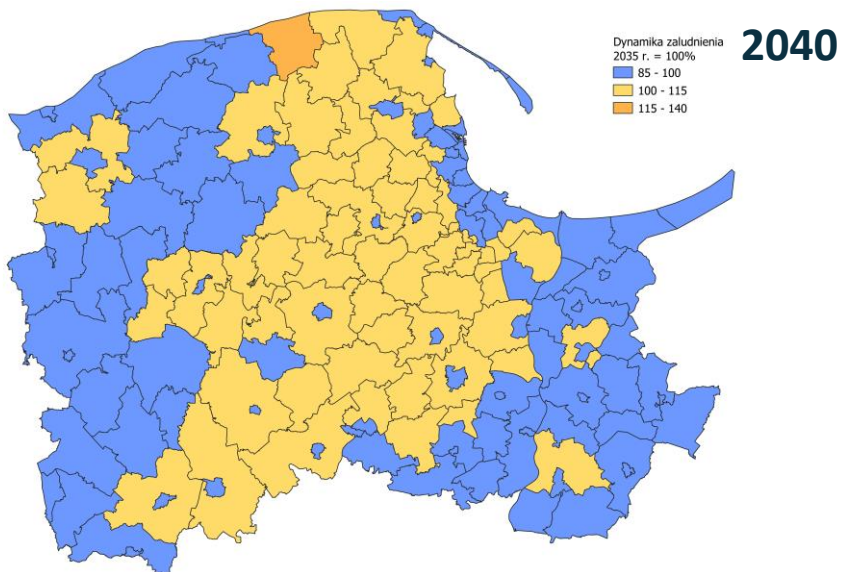 Dynamika zaludnienia
2035 r. = 100%
85 - 100
100 - 115
115 - 140
2040